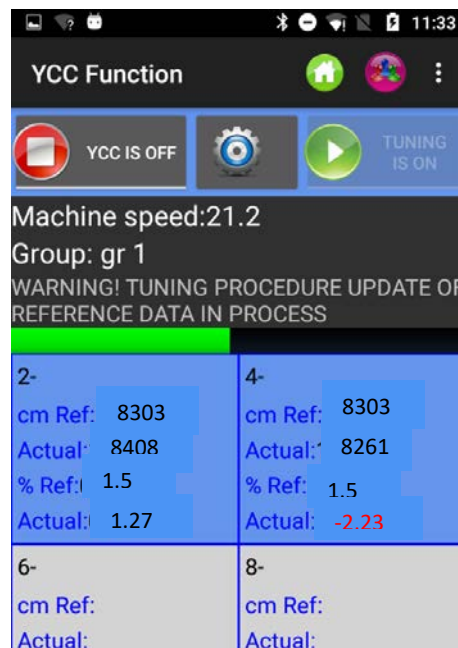 11:33
YCC Function
YCC IS OFF
TUNING
IS ON
Machine speed:21.2
Group: gr 1
WARNING! TUNING PROCEDURE UPDATE OF
REFERENCE DATA IN PROCESS
2-
cm Ref: 8303
Actual: 8408
% Ref: 1.5
Actual: 1.27
4-
cm Ref: 8303
Actual: 8261
% Ref: 1.5
Actual: -2.23
6-
cm Ref:
Actual:
8-
cm Ref:
Actual: